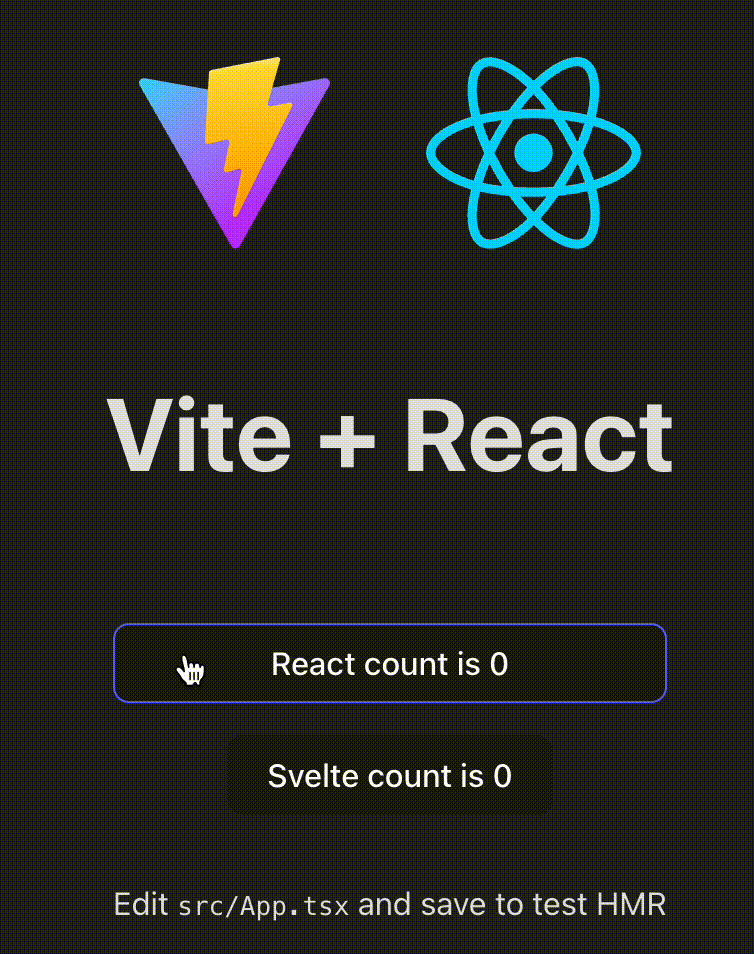 Vite + React
React count is 0
Svelte count is 0
Edit src/App.tsx and save to test HMR